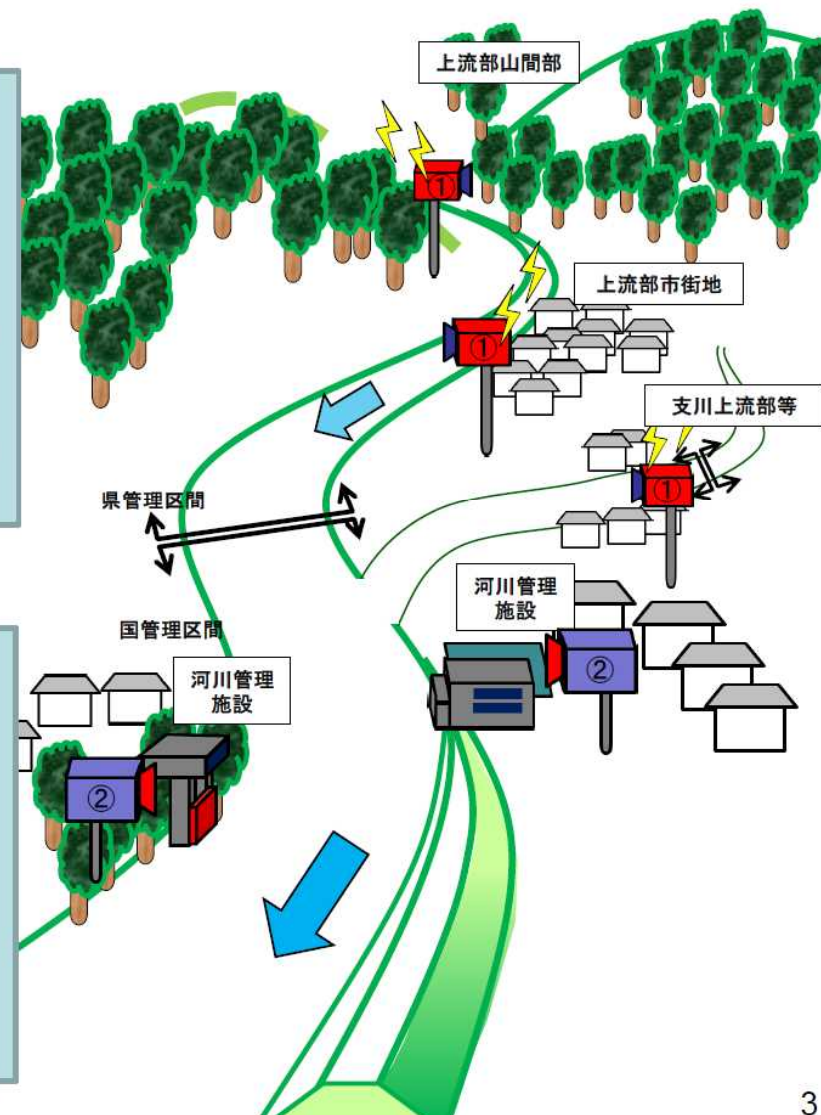 上流部山間部
①
上流部市街地
①
支川上流部等
①
県管理区間
国管理区間
河川管理
施設
②
河川管理
施設
②
3